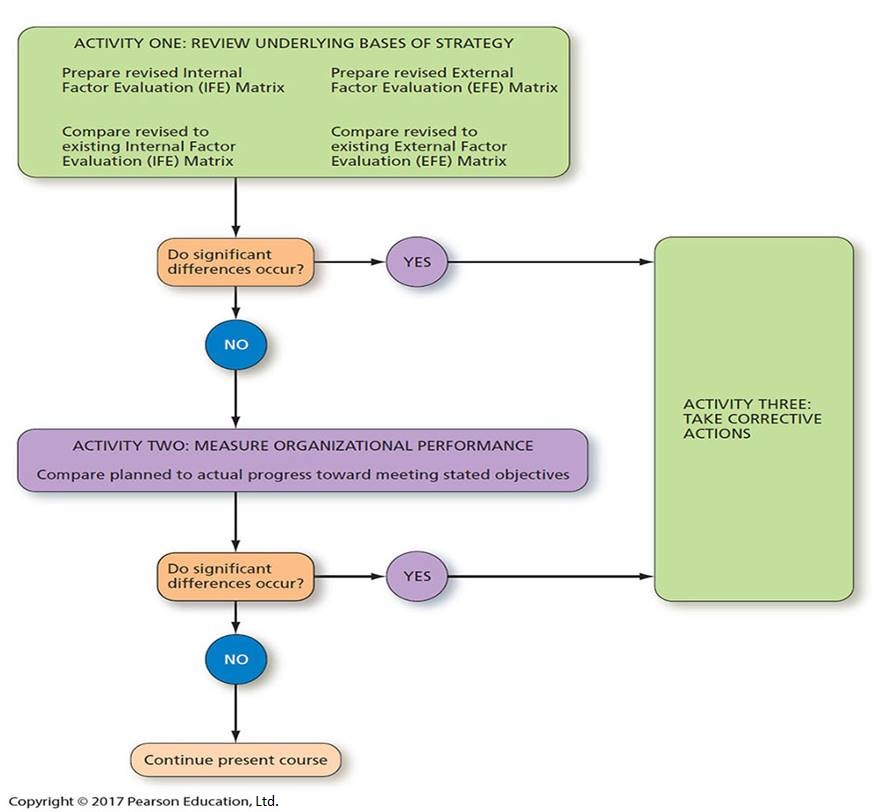 ACTIVITY ONE: REVIEW UNDERLYING BASES OF STRATEGY
Prepare revised Internal
Factor Evaluation (IFE) Matrix
Prepare revised External
Factor Evaluation (EFE) Matrix
Compare revised to
existing Internal Factor
Evaluation (IFE) Matrix
Compare revised to
existing External Factor
Evaluation (EFE) Matrix
Do significant
differences occur?
YES
NO
ACTIVITY THREE:
TAKE CORRECTIVE
ACTIONS
ACTIVITY TWO: MEASURE ORGANIZATIONAL PERFORMANCE
Compare planned to actual progress toward meeting stated objectives
Do significant
differences occur?
YES
NO
Continue present course
Copyright © 2017 Pearson Education, Ltd.